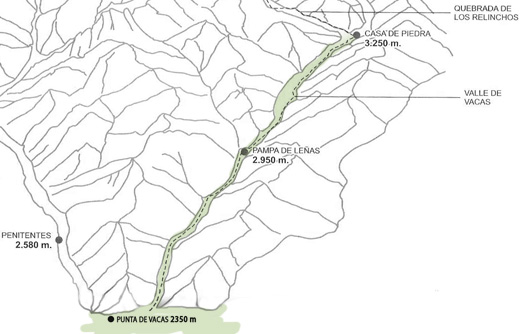 QUEBRADA DE
LOS RELINCHOS
CASA DE PIEDRA
3.250 m.
VALLE DE
VACAS
PAMPA DE LEÑAS
2.950 m.
PENITENTES
2.580 m.
PUNTA DE VACAS 2350 m